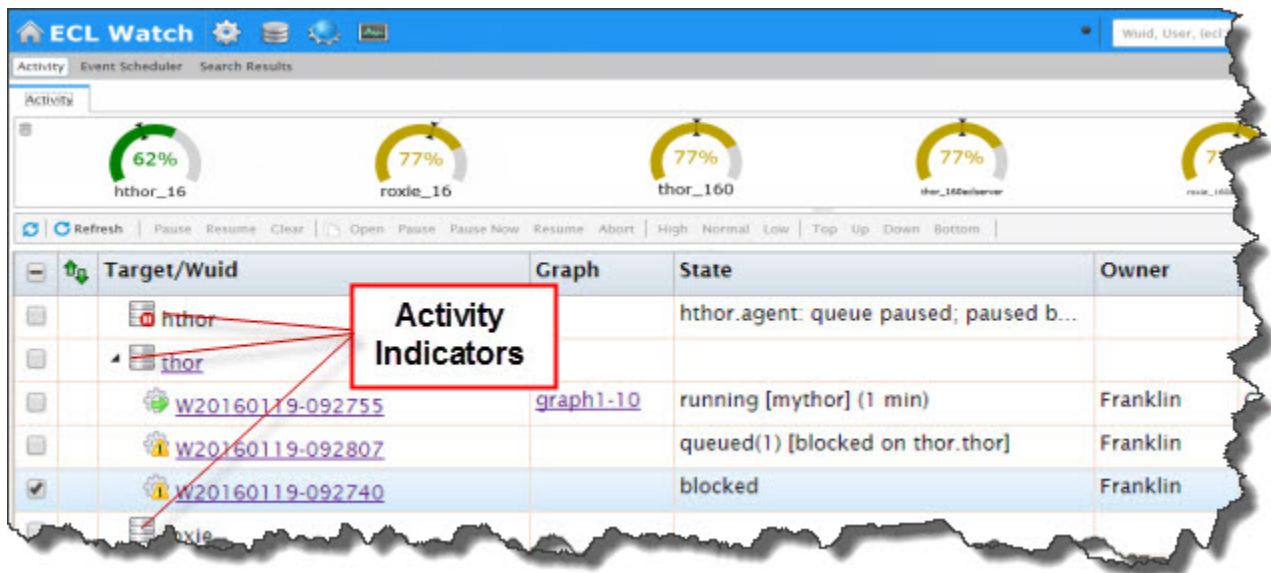 ECL Watch
Wuid, User, (ecl
Activity Event Scheduler Search Results
Activity
62% 77% 77% 77%
hthor_16 roxie_16 thor_160 thor_160eclserver
Refresh Pause Resume Clear Open Pause Pause Now Resume Abort High Normal Low Top Up Down Bottom
Target/Wuid Graph State Owner
Activity Indicators
hthor hthor.agent: queue paused; paused b...
thor
W20160119-092755 graph1-10 running [mythor] (1 min) Franklin
W20160119-092807 queued(1) [blocked on thor.thor] Franklin
W20160119-092740 blocked Franklin
roxie